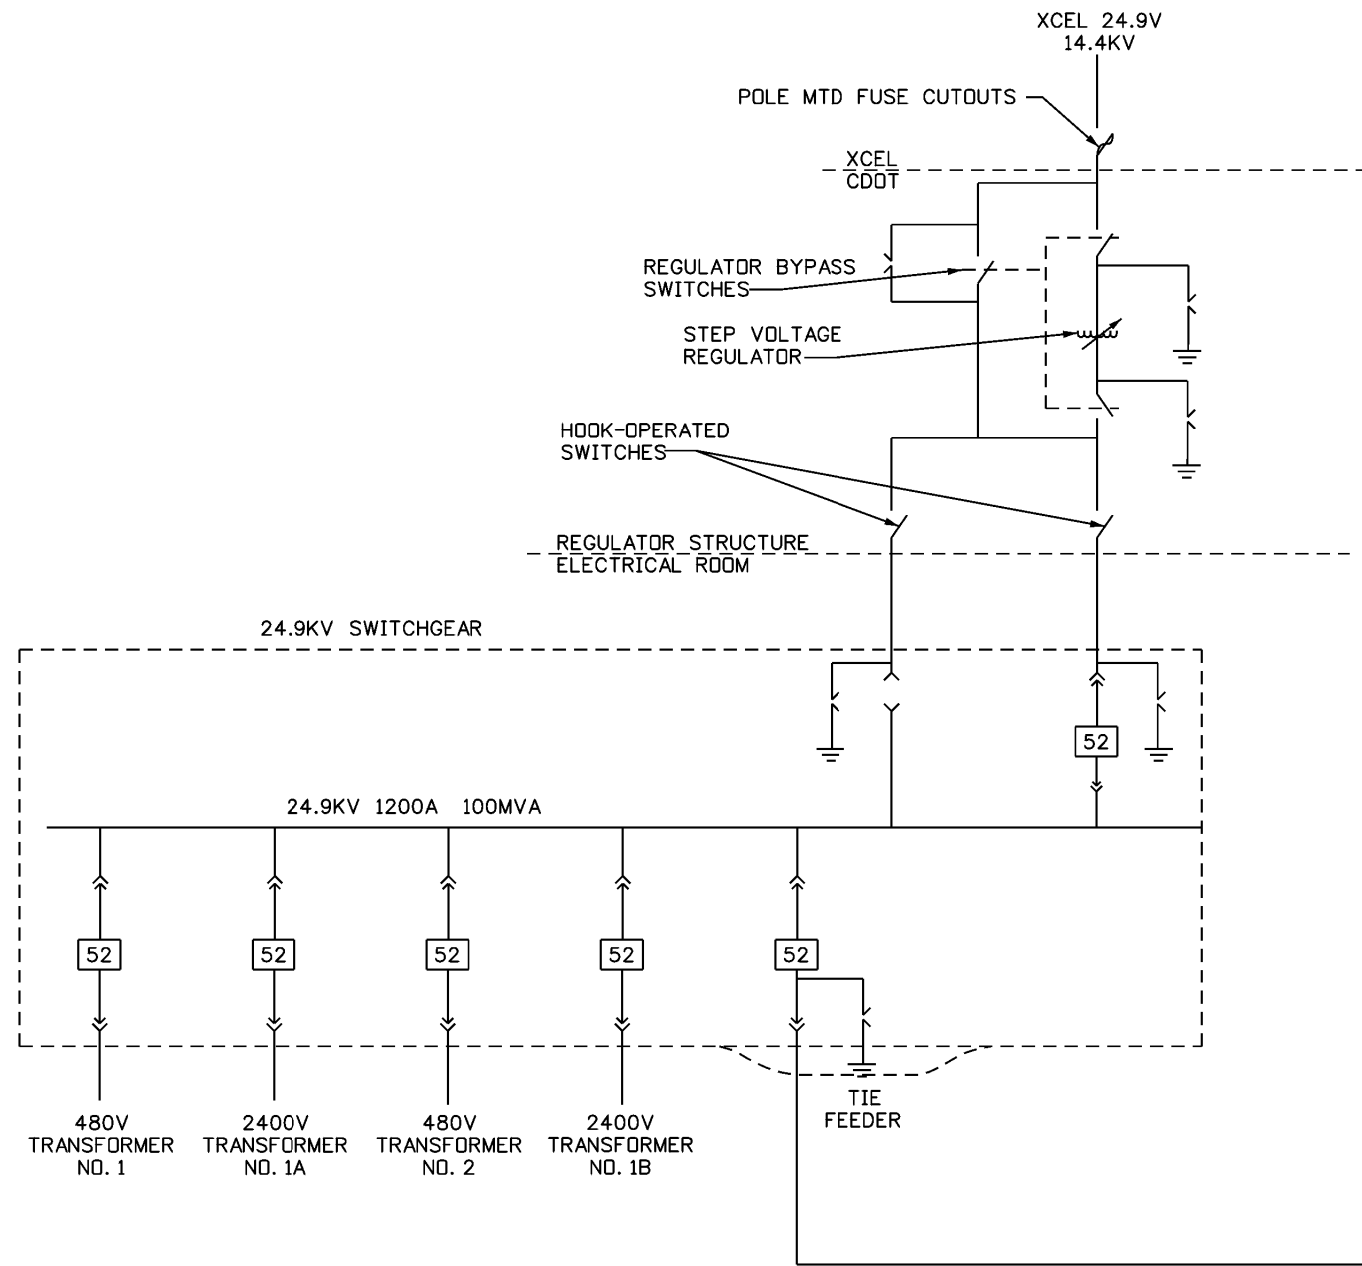 XCEL 24.9V
14.4KV
POLE MTD FUSE CUTOUTS
XCEL
CDOT
REGULATOR BYPASS
SWITCHES
STEP VOLTAGE
REGULATOR
HOOK-OPERATED
SWITCHES
REGULATOR STRUCTURE
ELECTRICAL ROOM
24.9KV SWITCHGEAR
52
24.9KV 1200A 100MVA
52
52
52
52
52
480V
TRANSFORMER
NO. 1
2400V
TRANSFORMER
NO. 1A
480V
TRANSFORMER
NO. 2
2400V
TRANSFORMER
NO. 1B
TIE
FEEDER